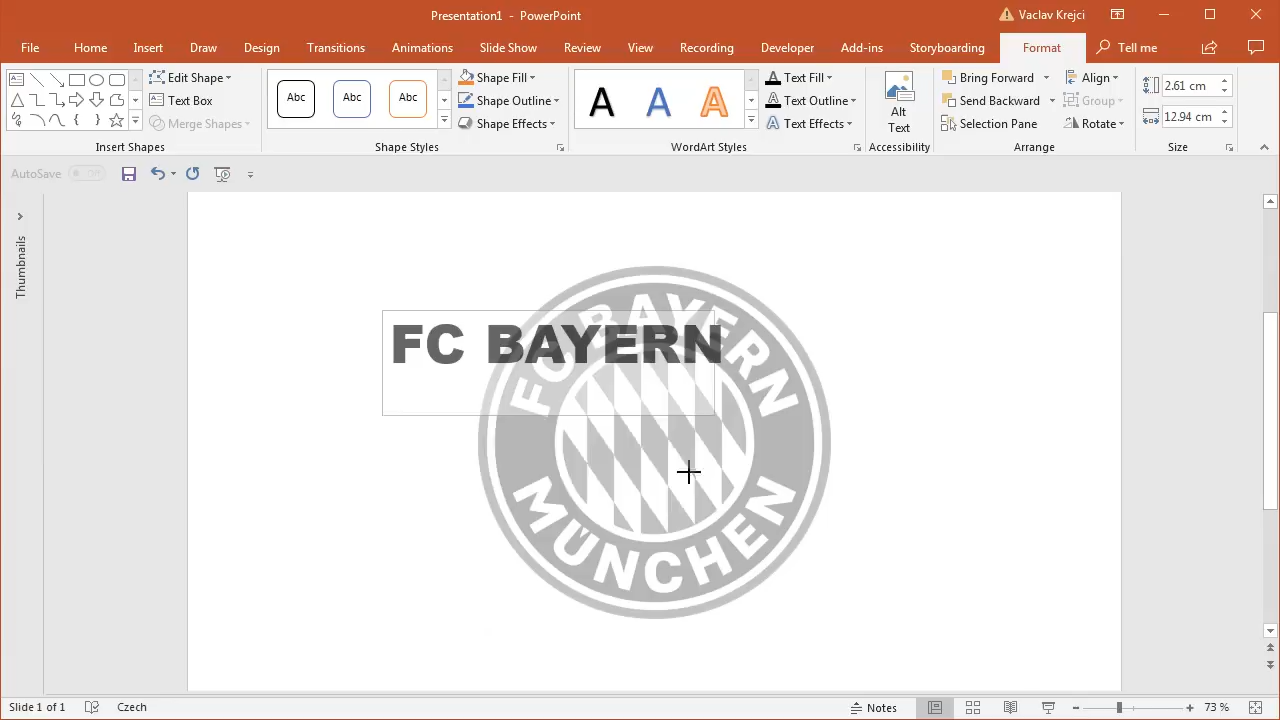 Presentation1 - PowerPoint
Vaclav Krejci
File Home Insert Draw Design Transitions Animations Slide Show Review View Recording Developer Add-ins Storyboarding Format Tell me
Edit Shape
Text Box
Merge Shapes
Insert Shapes
Abc Abc Abc
Shape Fill
Shape Outline
Shape Effects
Shape Styles
A A A
Text Fill
Text Outline
Text Effects
WordArt Styles
Alt
Text
Accessibility
Bring Forward
Send Backward
Selection Pane
Align
Group
Rotate
Arrange
2.61 cm
12.94 cm
Size
AutoSave Off
Thumbnails
FC BAYERN
FC BAYERN
MÜNCHEN
Slide 1 of 1
Czech
Notes
73 %